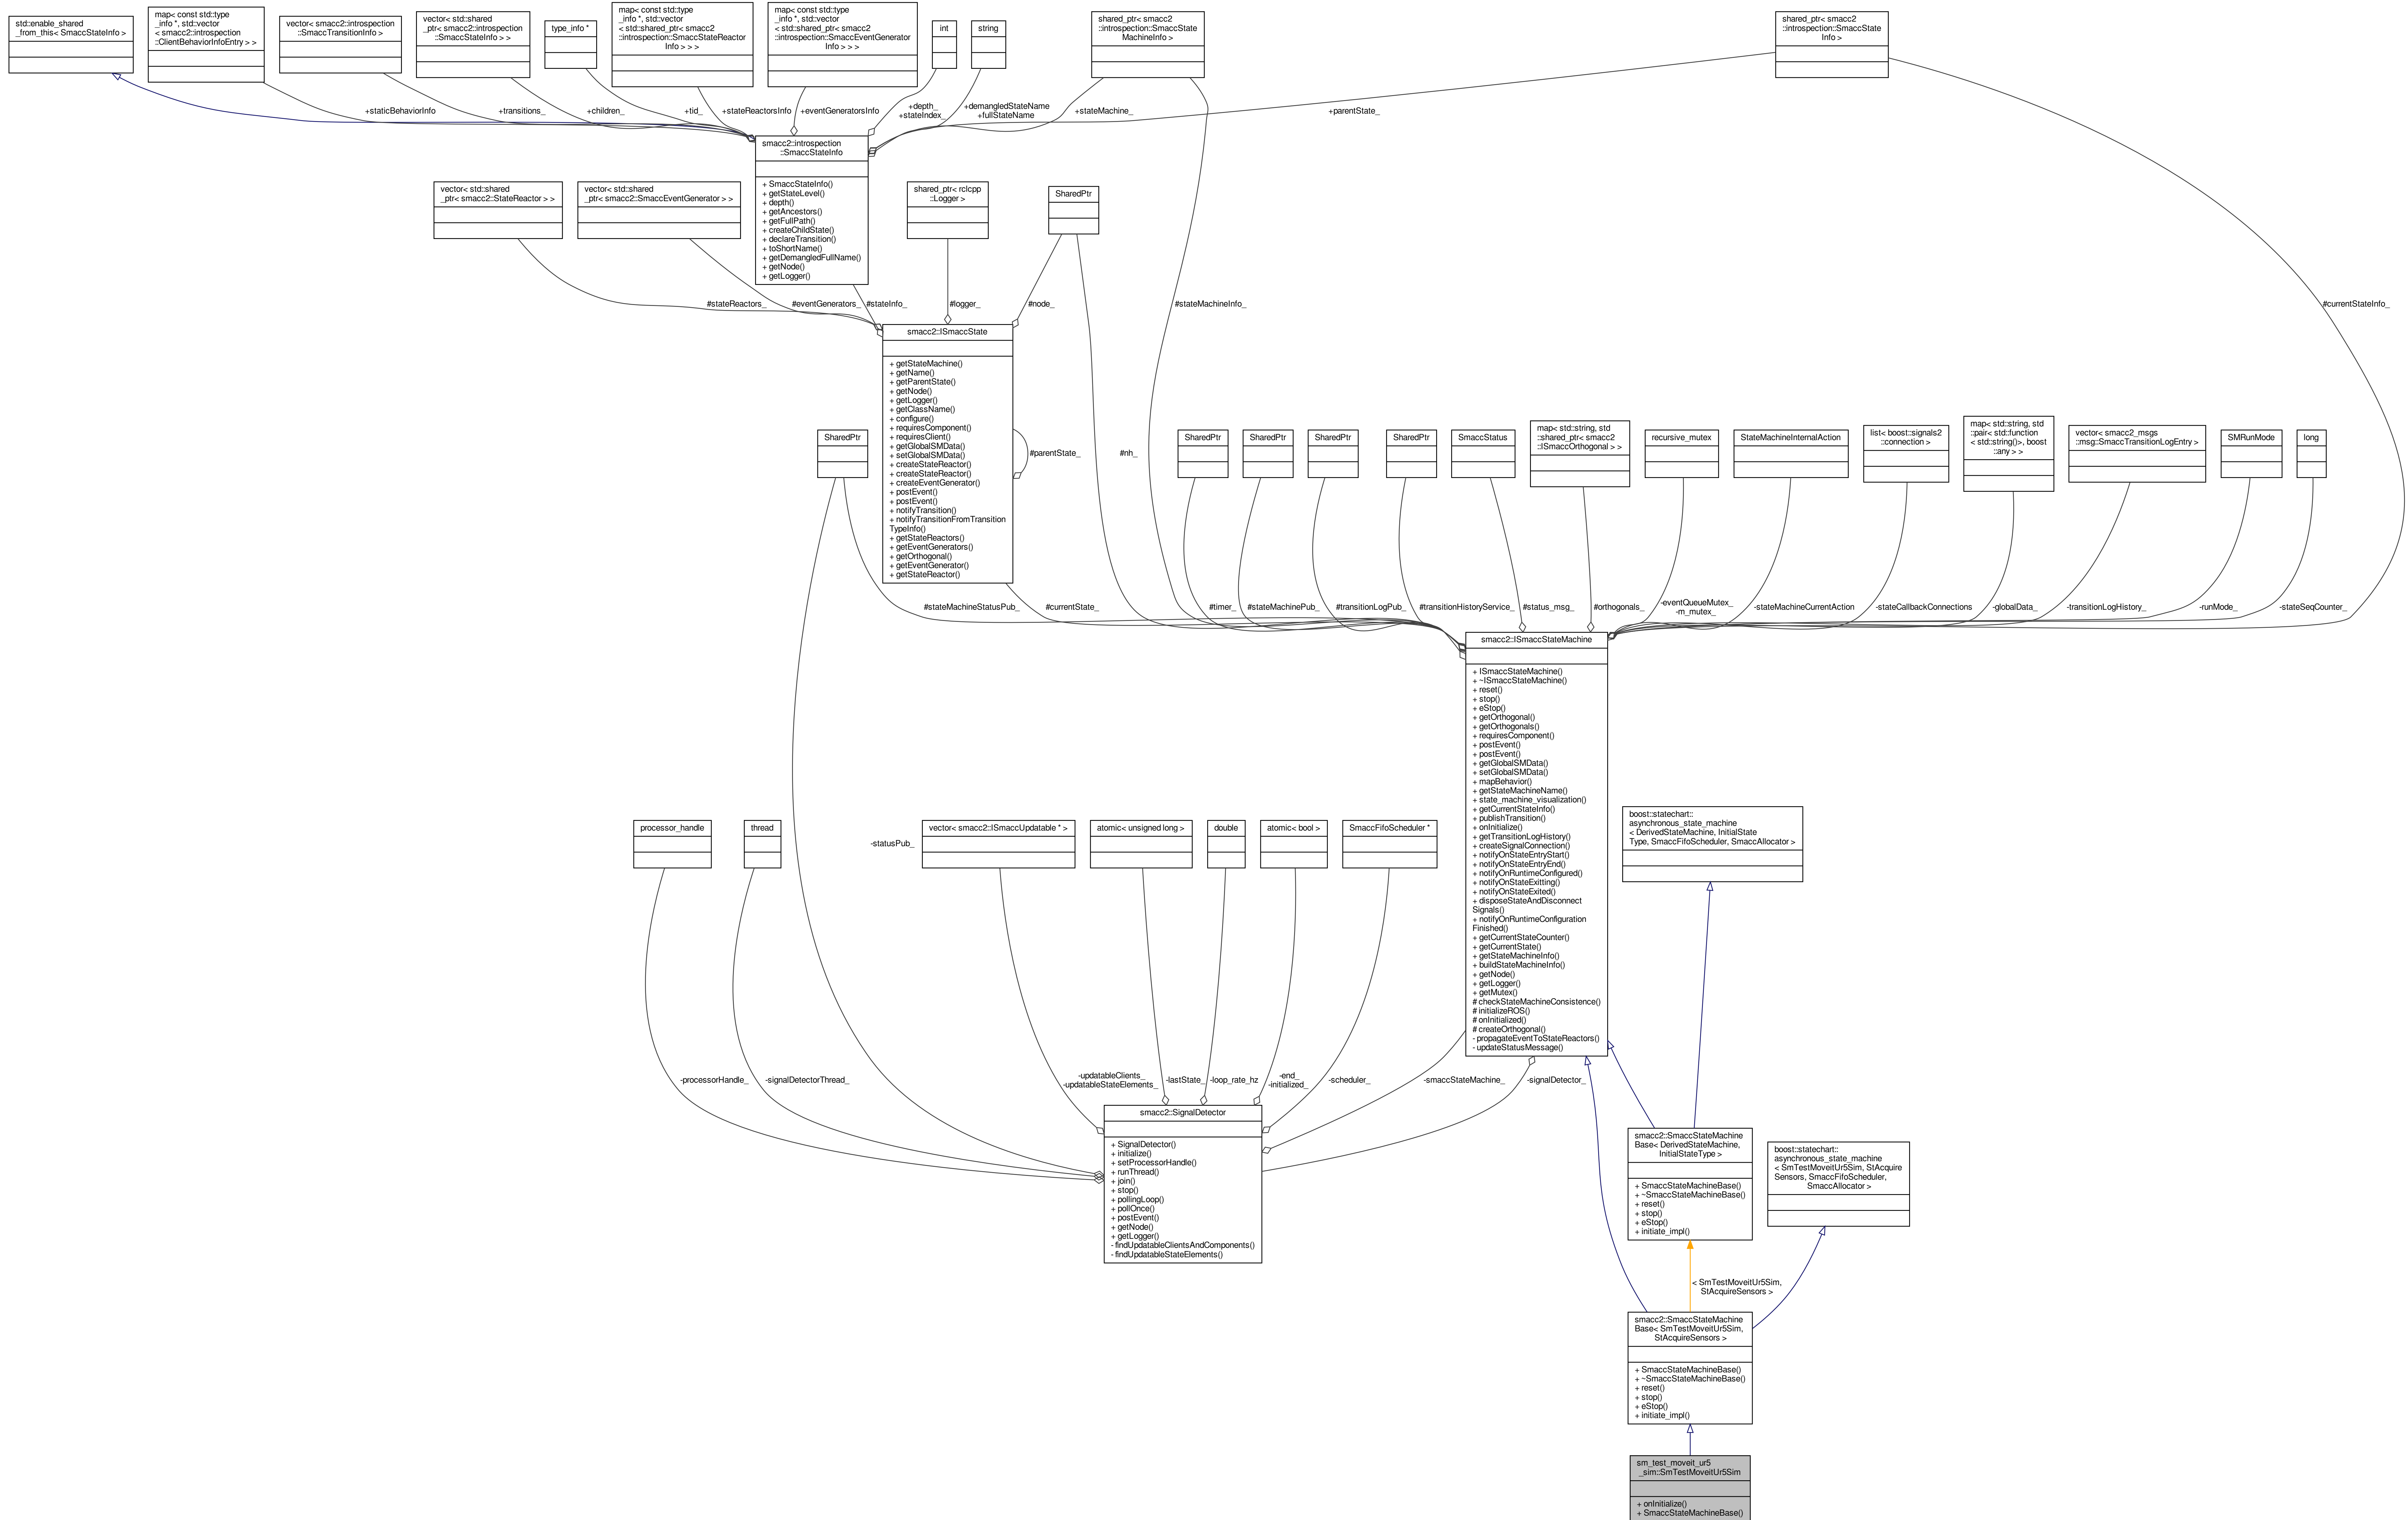 std::enable_shared
_from_this< SmaccStateInfo >
map< const std::type
_info *, std::vector
< smacc2::introspection
::ClientBehaviorInfoEntry > >
vector< smacc2::introspection
::SmaccTransitionInfo >
vector< std::shared
_ptr< smacc2::introspection
::SmaccStateInfo > >
type_info *
map< const std::type
_info *, std::vector
< std::shared_ptr< smacc2
::introspection::SmaccStateReactor
Info > > >
map< const std::type
_info *, std::vector
< std::shared_ptr< smacc2
::introspection::SmaccEventGenerator
Info > > >
int
string
shared_ptr< smacc2
::introspection::SmaccState
MachineInfo >
shared_ptr< smacc2
::introspection::SmaccState
Info >
+staticBehaviorInfo
+transitions_
+children_
+tid_
+stateReactorsInfo
+eventGeneratorsInfo
+depth_
+stateIndex_
+demangledStateName
+fullStateName
+stateMachine_
+parentState_
smacc2::introspection
::SmaccStateInfo
+ SmaccStateInfo()
+ getStateLevel()
+ depth()
+ getAncestors()
+ getFullPath()
+ createChildState()
+ declareTransition()
+ toShortName()
+ getDemangledFullName()
+ getNode()
+ getLogger()
vector< std::shared
_ptr< smacc2::StateReactor > >
vector< std::shared
_ptr< smacc2::SmaccEventGenerator > >
shared_ptr< rclcpp
::Logger >
SharedPtr
#stateReactors_
#eventGenerators_
#stateInfo_
#logger_
#node_
#stateMachineInfo_
#currentStateInfo_
smacc2::ISmaccState
+ getStateMachine()
+ getName()
+ getParentState()
+ getNode()
+ getLogger()
+ getClassName()
+ configure()
+ requiresComponent()
+ requiresClient()
+ getGlobalSMData()
+ setGlobalSMData()
+ createStateReactor()
+ createStateReactor()
+ createEventGenerator()
+ postEvent()
+ postEvent()
+ notifyTransition()
+ notifyTransitionFromTransition
TypeInfo()
+ getStateReactors()
+ getEventGenerators()
+ getOrthogonal()
+ getEventGenerator()
+ getStateReactor()
#parentState_
#nh_
SharedPtr
SharedPtr
SharedPtr
SharedPtr
SharedPtr
SmaccStatus
map< std::string, std
::shared_ptr< smacc2
::ISmaccOrthogonal > >
recursive_mutex
StateMachineInternalAction
list< boost::signals2
::connection >
map< std::string, std
::pair< std::function
< std::string()>, boost
::any > >
vector< smacc2_msgs
::msg::SmaccTransitionLogEntry >
SMRunMode
long
#stateMachineStatusPub_
#currentState_
#timer_
#stateMachinePub_
#transitionLogPub_
#transitionHistoryService_
#status_msg_
#orthogonals_
-eventQueueMutex_
-m_mutex_
-stateMachineCurrentAction
-stateCallbackConnections
-globalData_
-transitionLogHistory_
-runMode_
-stateSeqCounter_
smacc2::ISmaccStateMachine
+ ISmaccStateMachine()
+ ~ISmaccStateMachine()
+ reset()
+ stop()
+ eStop()
+ getOrthogonal()
+ getOrthogonals()
+ requiresComponent()
+ postEvent()
+ postEvent()
+ getGlobalSMData()
+ setGlobalSMData()
+ mapBehavior()
+ getStateMachineName()
+ state_machine_visualization()
+ getCurrentStateInfo()
+ publishTransition()
+ onInitialize()
+ getTransitionLogHistory()
+ createSignalConnection()
+ notifyOnStateEntryStart()
+ notifyOnStateEntryEnd()
+ notifyOnRuntimeConfigured()
+ notifyOnStateExitting()
+ notifyOnStateExited()
+ disposeStateAndDisconnect
Signals()
+ notifyOnRuntimeConfiguration
Finished()
+ getCurrentStateCounter()
+ getCurrentState()
+ getStateMachineInfo()
+ buildStateMachineInfo()
+ getNode()
+ getLogger()
+ getMutex()
# checkStateMachineConsistence()
# initializeROS()
# onInitialized()
# createOrthogonal()
- propagateEventToStateReactors()
- updateStatusMessage()
processor_handle
thread
-statusPub_
vector< smacc2::ISmaccUpdatable * >
atomic< unsigned long >
double
atomic< bool >
SmaccFifoScheduler *
boost::statechart::
asynchronous_state_machine
< DerivedStateMachine, InitialState
Type, SmaccFifoScheduler, SmaccAllocator >
-processorHandle_
-signalDetectorThread_
-updatableClients_
-updatableStateElements_
-lastState_
-loop_rate_hz
-end_
-initialized_
-scheduler_
-smaccStateMachine_
-signalDetector_
smacc2::SignalDetector
+ SignalDetector()
+ initialize()
+ setProcessorHandle()
+ runThread()
+ join()
+ stop()
+ pollingLoop()
+ pollOnce()
+ postEvent()
+ getNode()
+ getLogger()
- findUpdatableClientsAndComponents()
- findUpdatableStateElements()
smacc2::SmaccStateMachine
Base< DerivedStateMachine,
InitialStateType >
+ SmaccStateMachineBase()
+ ~SmaccStateMachineBase()
+ reset()
+ stop()
+ eStop()
+ initiate_impl()
boost::statechart::
asynchronous_state_machine
< SmTestMoveitUr5Sim, StAcquire
Sensors, SmaccFifoScheduler,
SmaccAllocator >
< SmTestMoveitUr5Sim,
StAcquireSensors >
smacc2::SmaccStateMachine
Base< SmTestMoveitUr5Sim,
StAcquireSensors >
+ SmaccStateMachineBase()
+ ~SmaccStateMachineBase()
+ reset()
+ stop()
+ eStop()
+ initiate_impl()
sm_test_moveit_ur5
_sim::SmTestMoveitUr5Sim
+ onInitialize()
+ SmaccStateMachineBase()